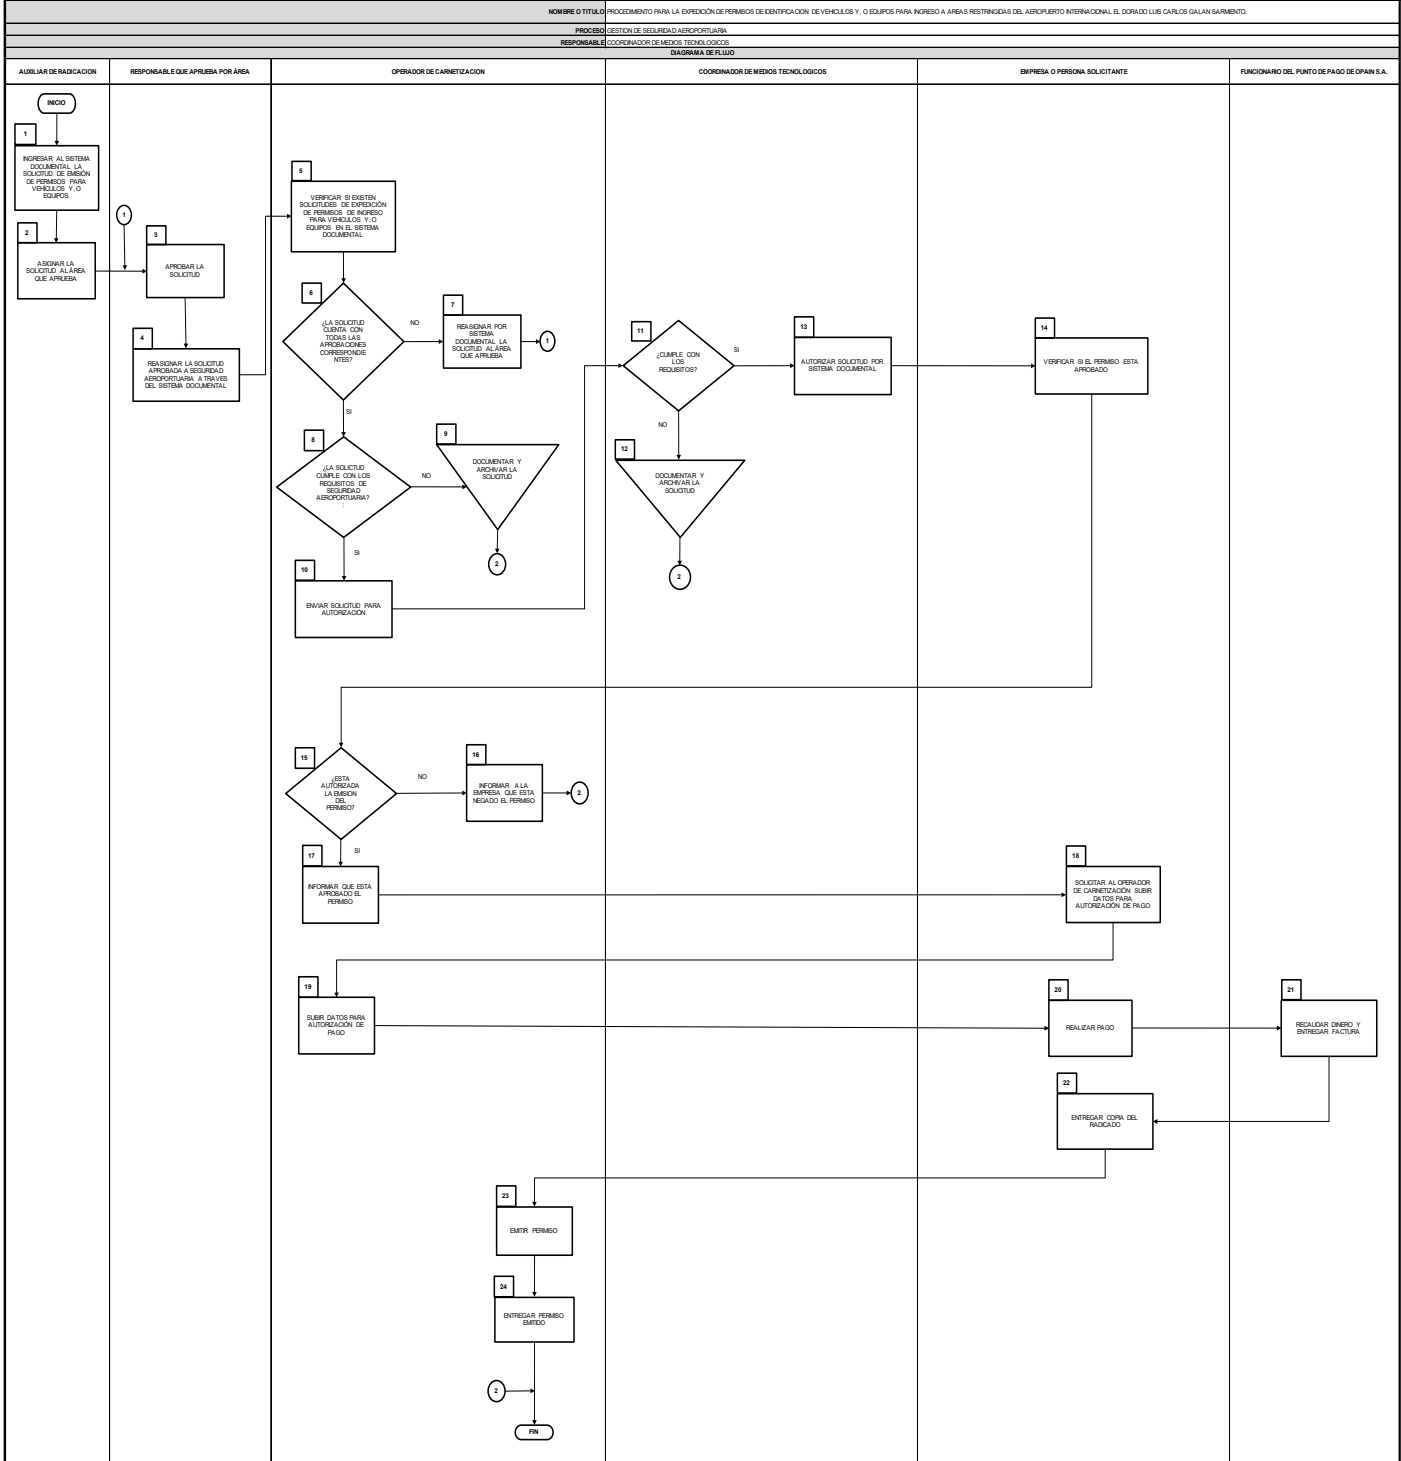 NOMBRE O TITULO PROCEDIMIENTO PARA LA EXPEDICIÓN DE PERMISOS DE IDENTIFICACION DE VEHICULOS Y, O EQUIPOS PARA INGRESO A AREAS RESTRINGIDAS DEL AEROPUERTO INTERNACIONAL EL DORADO LUIS CARLOS GALAN SARMIENTO.
PROCESO GESTION DE SEGURIDAD AEROPORTUARIA
RESPONSABLE COORDINADOR DE MEDIOS TECNOLOGICOS
DIAGRAMA DE FLUJO
AUXILIAR DE RADICACION
RESPONSABLE QUE APRUEBA POR ÁREA
OPERADOR DE CARNETIZACION
COORDINADOR DE MEDIOS TECNOLOGICOS
EMPRESA O PERSONA SOLICITANTE
FUNCIONARIO DEL PUNTO DE PAGO DE OPAIN S.A.
INICIO
1
INGRESAR AL SISTEMA
DOCUMENTAL LA
SOLICITUD DE EMISIÓN
DE PERMISOS PARA
VEHÍCULOS Y, O
EQUIPOS.
2
ASIGNAR LA
SOLICITUD AL ÁREA
QUE APRUEBA
1
3
APROBAR LA
SOLICITUD
4
REASIGNAR LA SOLICITUD
APROBADA A SEGURIDAD
AEROPORTUARIA A TRAVES
DEL SISTEMA DOCUMENTAL
5
VERIFICAR SI EXISTEN
SOLICITUDES DE EXPEDICIÓN
DE PERMISOS DE INGRESO
PARA VEHICULOS Y, O
EQUIPOS EN EL SISTEMA
DOCUMENTAL
6
¿LA SOLICITUD
CUENTA CON
TODAS LAS
APROBACIONES
CORRESPONDIE
NTES?
NO
7
REASIGNAR POR
SISTEMA
DOCUMENTAL LA
SOLICITUD AL ÁREA
QUE APRUEBA
1
SI
8
¿LA SOLICTUD
CUMPLE CON LOS
REQUISITOS DE
SEGURIDAD
AEROPORTUARIA?
:
NO
9
DOCUMENTAR Y
ARCHIVAR LA
SOLICITUD
2
SI
10
ENVIAR SOLICITUD PARA
AUTORIZACIÓN
11
¿CUMPLE CON
LOS
REQUISITOS?
SI
NO
12
DOCUMENTAR Y
ARCHIVAR LA
SOLICITUD
2
13
AUTORIZAR SOLICITUD POR
SISTEMA DOCUMENTAL
14
VERIFICAR SI EL PERMISO ESTA
APROBADO
15
¿ESTA
AUTORIZADA
LA EMISION
DEL
PERMISO?
NO
16
INFORMAR A LA
EMPRESA QUE ESTA
NEGADO EL PERMISO
2
SI
17
INFORMAR QUE ESTA
APROBADO EL
PERMISO
18
SOLICITAR AL OPERADOR
DE CARNETIZACIÓN SUBIR
DATOS PARA
AUTORIZACIÓN DE PAGO
19
SUBIR DATOS PARA
AUTORIZACIÓN DE
PAGO
20
REALIZAR PAGO
21
RECAUDAR DINERO Y
ENTREGAR FACTURA
22
ENTREGAR COPIA DEL
RADICADO
23
EMITIR PERMISO
24
ENTREGAR PERMISO
EMITIDO
2
FIN